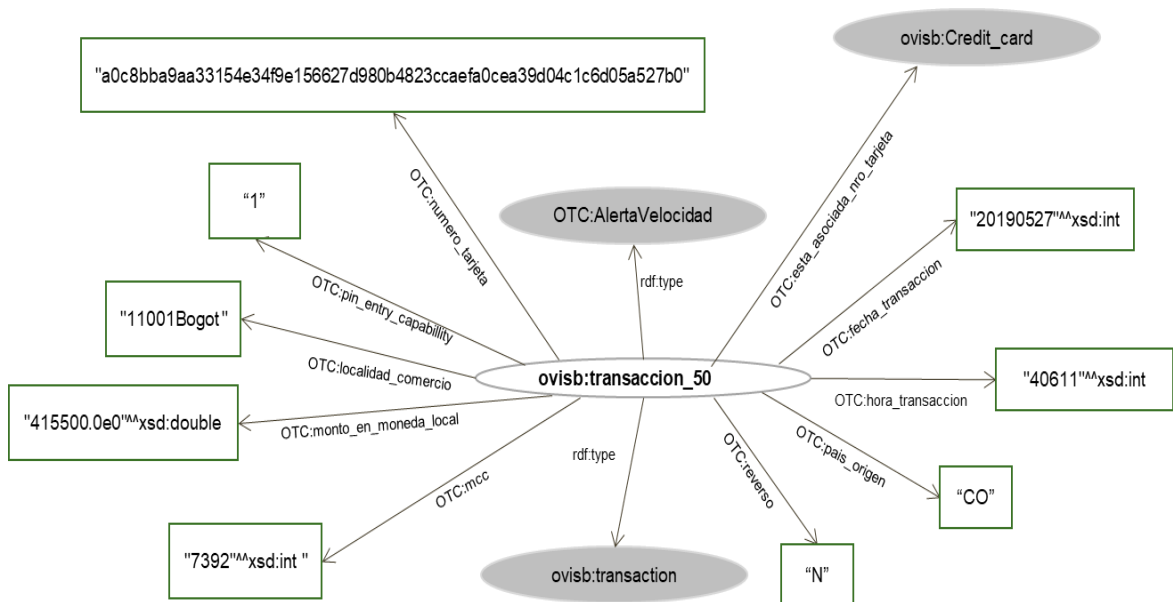 ovisb:Credit_card
"a0c8bba9aa33154e34f9e156627d980b4823ccaefa0cea39d04c1c6d05a527b0"
OTC:numero_tarjeta
OTC:esta_asociada_nro_tarjeta
“1”
OTC:AlertaVelocidad
"20190527"^^xsd:int
OTC:pin_entry_capabillity
rdf:type
OTC:fecha_transaccion
"11001Bogot"
OTC:localidad_comercio
ovisb:transaccion_50
"40611"^^xsd:int
OTC:hora_transaccion
"415500.0e0"^^xsd:double
OTC:monto_en_moneda_local
rdf:type
OTC:pais_origen
OTC:mcc
OTC:reverso
“CO”
"7392"^^xsd:int "
ovisb:transaction
“N”